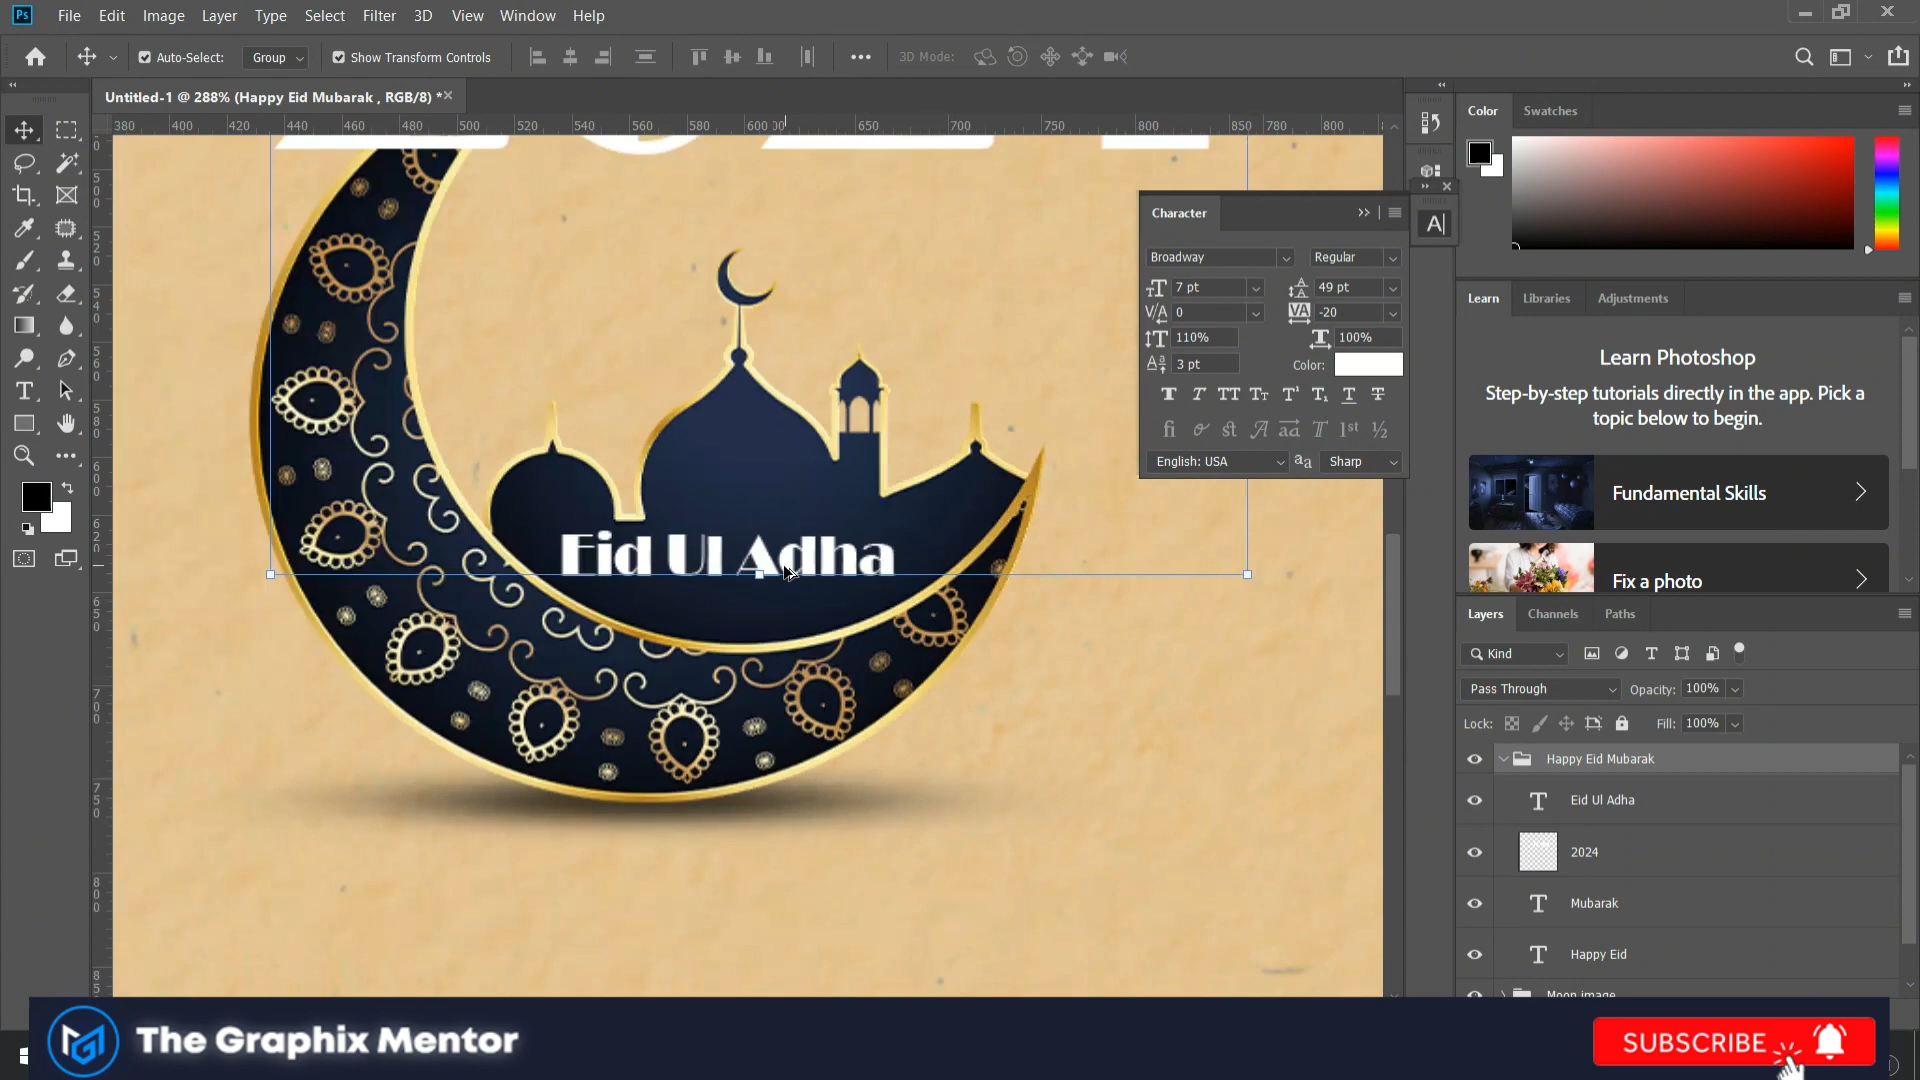 Ps File Edit Image Layer Type Select Filter 3D View Window Help
Auto-Select: Group Show Transform Controls 3D Mode:
Untitled-1 @ 288% (Happy Eid Mubarak , RGB/8) *
380 400 420 440 460 480 500 520 540 560 580 600 650 700 750 800 850 780 800
Eid Ul Adha
Character
Broadway Regular
7 pt 49 pt
0 -20
110% 100%
3 pt Color:
English: USA Sharp
Color Swatches
Learn Libraries Adjustments
Learn Photoshop
Step-by-step tutorials directly in the app. Pick a
topic below to begin.
Fundamental Skills
Fix a photo
Layers Channels Paths
Kind
Pass Through Opacity: 100%
Lock: Fill: 100%
Happy Eid Mubarak
Eid Ul Adha
2024
Mubarak
Happy Eid
Moon image
The Graphix Mentor
SUBSCRIBE